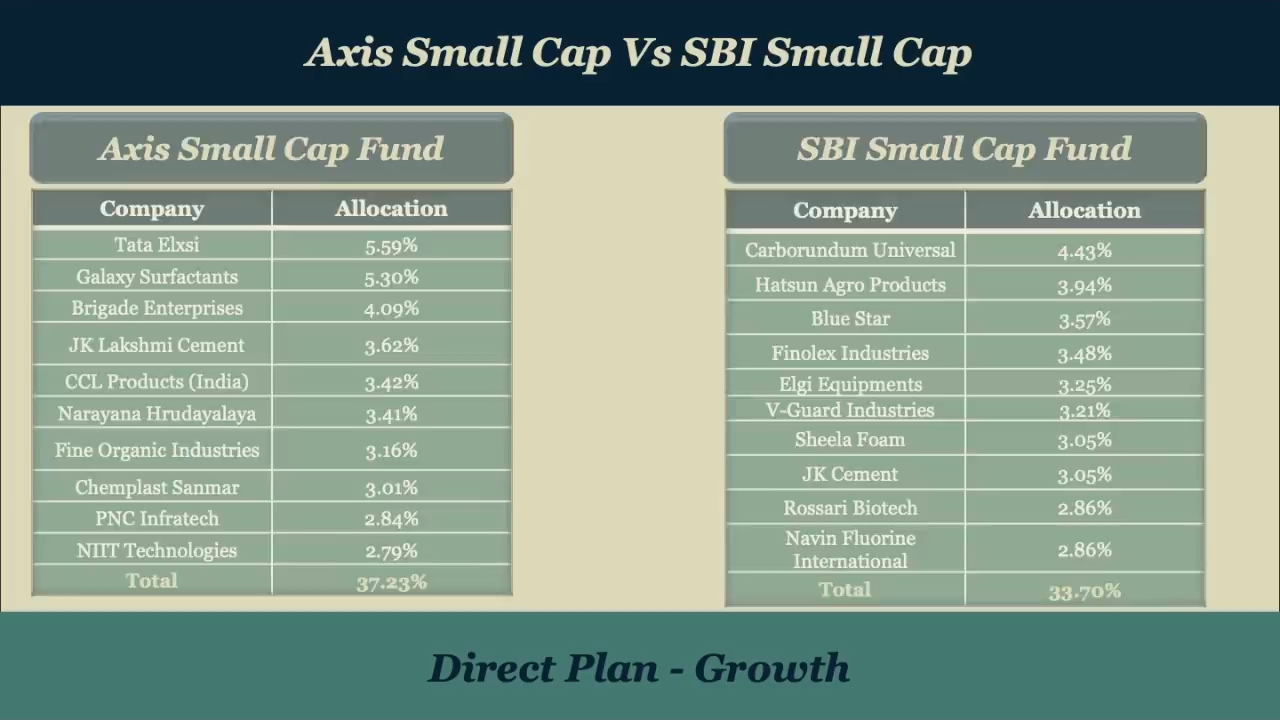 Axis Small Cap Vs SBI Small Cap
Axis Small Cap Fund
Company Allocation
Tata Elxsi 5.59%
Galaxy Surfactants 5.30%
Brigade Enterprises 4.09%
JK Lakshmi Cement 3.62%
CCL Products (India) 3.42%
Narayana Hrudayalaya 3.41%
Fine Organic Industries 3.16%
Chemplast Sanmar 3.01%
PNC Infratech 2.84%
NIIT Technologies 2.79%
Total 37.23%
SBI Small Cap Fund
Company Allocation
Carborundum Universal 4.43%
Hatsun Agro Products 3.94%
Blue Star 3.57%
Finolex Industries 3.48%
Elgi Equipments 3.25%
V-Guard Industries 3.21%
Sheela Foam 3.05%
JK Cement 3.05%
Rossari Biotech 2.86%
Navin Fluorine
International 2.86%
Total 33.70%
Direct Plan - Growth